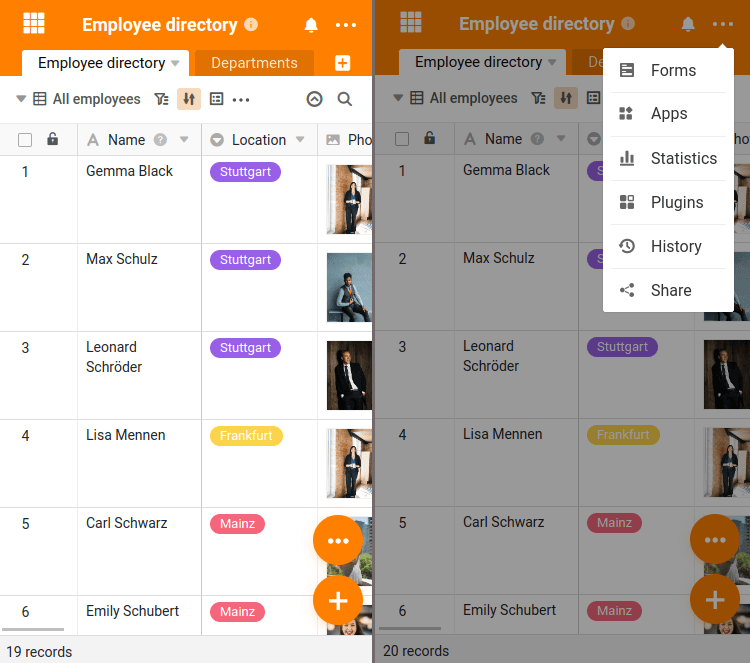 Employee directory
Employee directory
Departments
All employees
Name
Location
Pho
1
Gemma Black
Stuttgart
2
Max Schulz
Stuttgart
3
Leonard
Schröder
Stuttgart
4
Lisa Mennen
Frankfurt
5
Carl Schwarz
Mainz
6
Emily Schubert
Mainz
19 records
Employee directory
Employee directory
De
All employees
Name
ho
Forms
Apps
Statistics
Plugins
History
Share
1
Gemma Black
S
2
Max Schulz
S
3
Leonard
Schröder
Stuttgart
4
Lisa Mennen
Frankfurt
5
Carl Schwarz
Mainz
6
Emily Schubert
Mainz
20 records